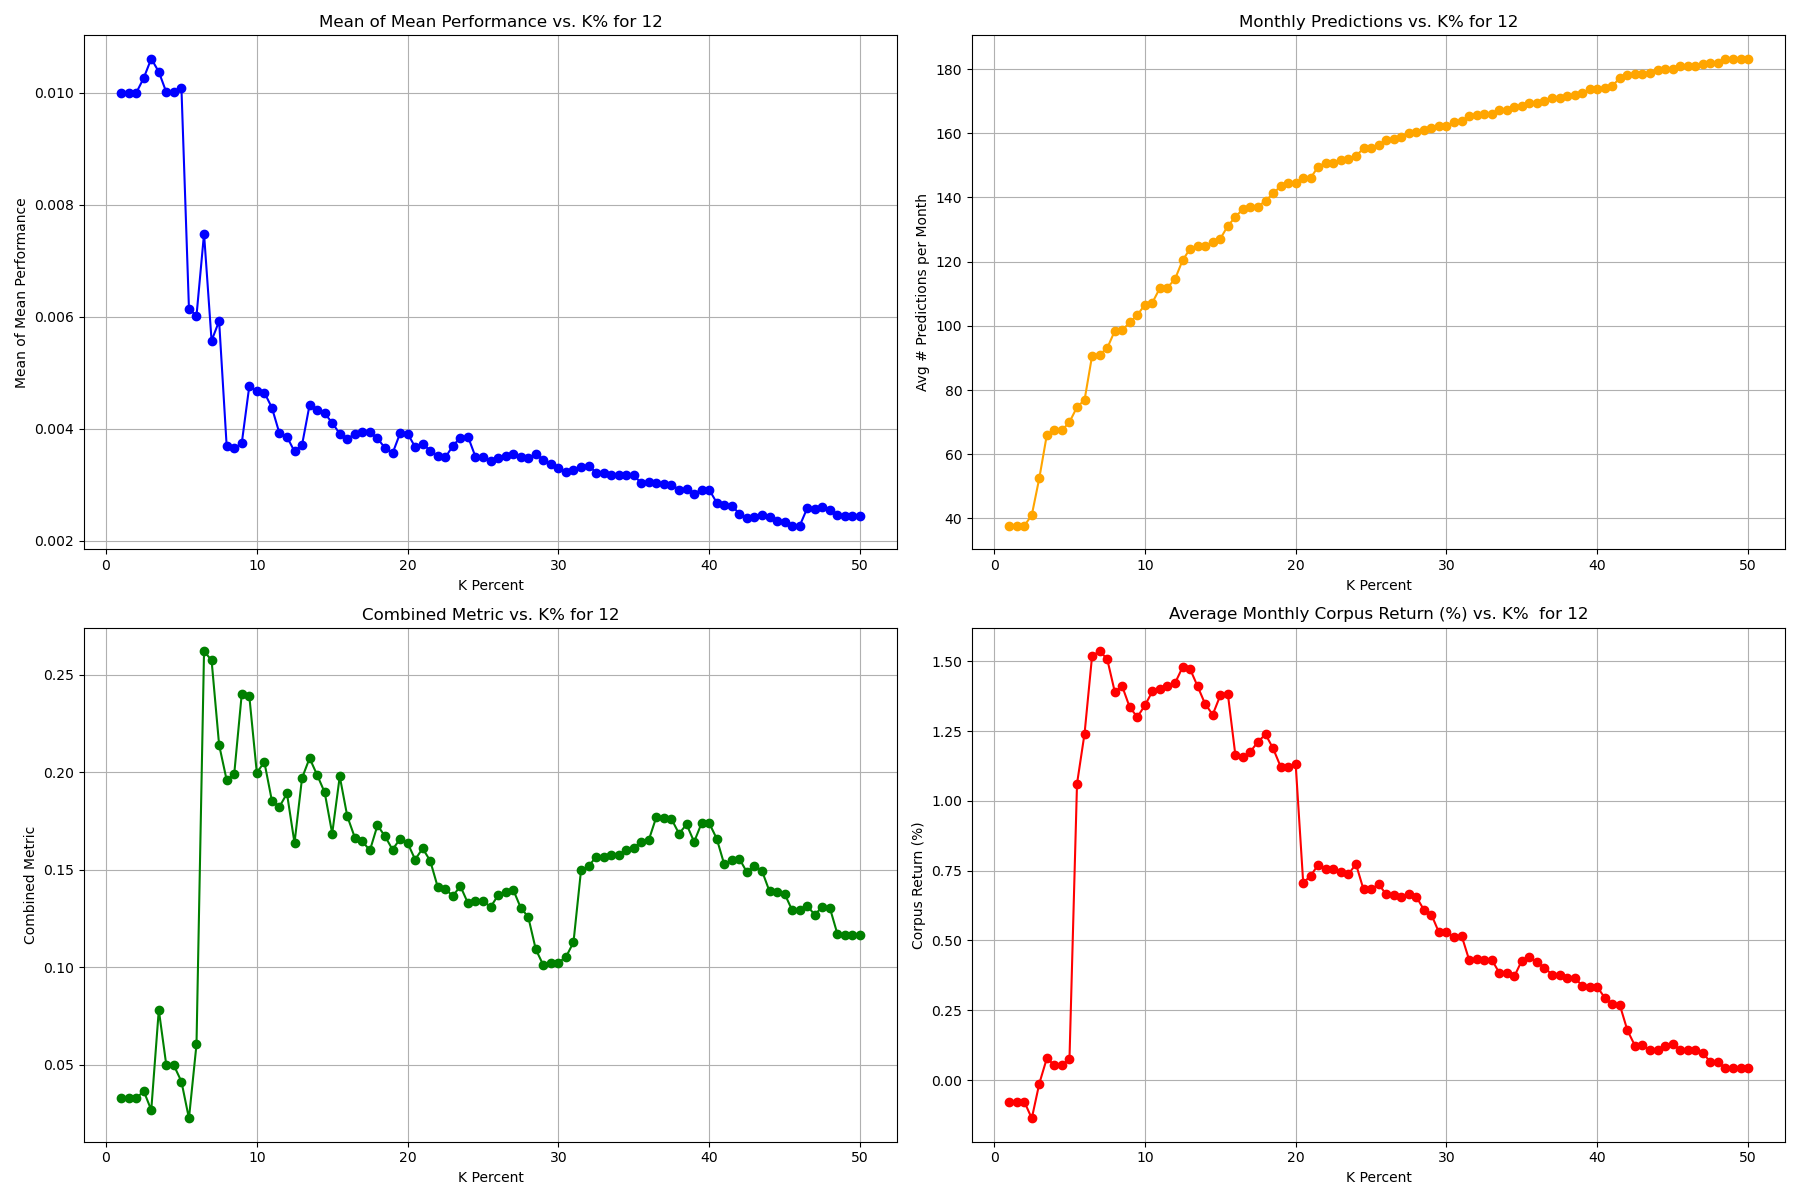 Mean of Mean Performance vs. K% for 12
Mean of Mean Performance
0.010
0.008
0.006
0.004
0.002
0 10 20 30 40 50
K Percent
Monthly Predictions vs. K% for 12
Avg # Predictions per Month
180
160
140
120
100
80
60
40
0 10 20 30 40 50
K Percent
Combined Metric vs. K% for 12
Combined Metric
0.25
0.20
0.15
0.10
0.05
0 10 20 30 40 50
K Percent
Average Monthly Corpus Return (%) vs. K%  for 12
Corpus Return (%)
1.50
1.25
1.00
0.75
0.50
0.25
0.00
0 10 20 30 40 50
K Percent